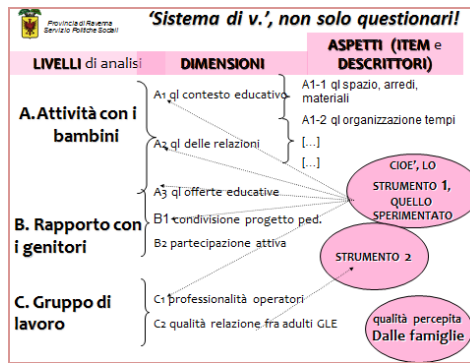 Provincia di Ravenna
Servizio Politiche Sociali
'Sistema di v.', non solo questionari!
LIVELLI di analisi
DIMENSIONI
ASPETTI (ITEM e
DESCRITTORI)
A. Attività con i
bambini
A1 ql contesto educativo
A2 ql delle relazioni
A3 ql offerte educative
A1-1 ql spazio, arredi,
materiali
A1-2 ql organizzazione tempi
[...]
[...]
B. Rapporto con
i genitori
B1 condivisione progetto ped.
B2 partecipazione attiva
C. Gruppo di
lavoro
C1 professionalità operatori
C2 qualità relazione fra adulti GLE
CIOE', LO
STRUMENTO 1,
QUELLO
SPERIMENTATO
STRUMENTO 2
qualità percepita
Dalle famiglie